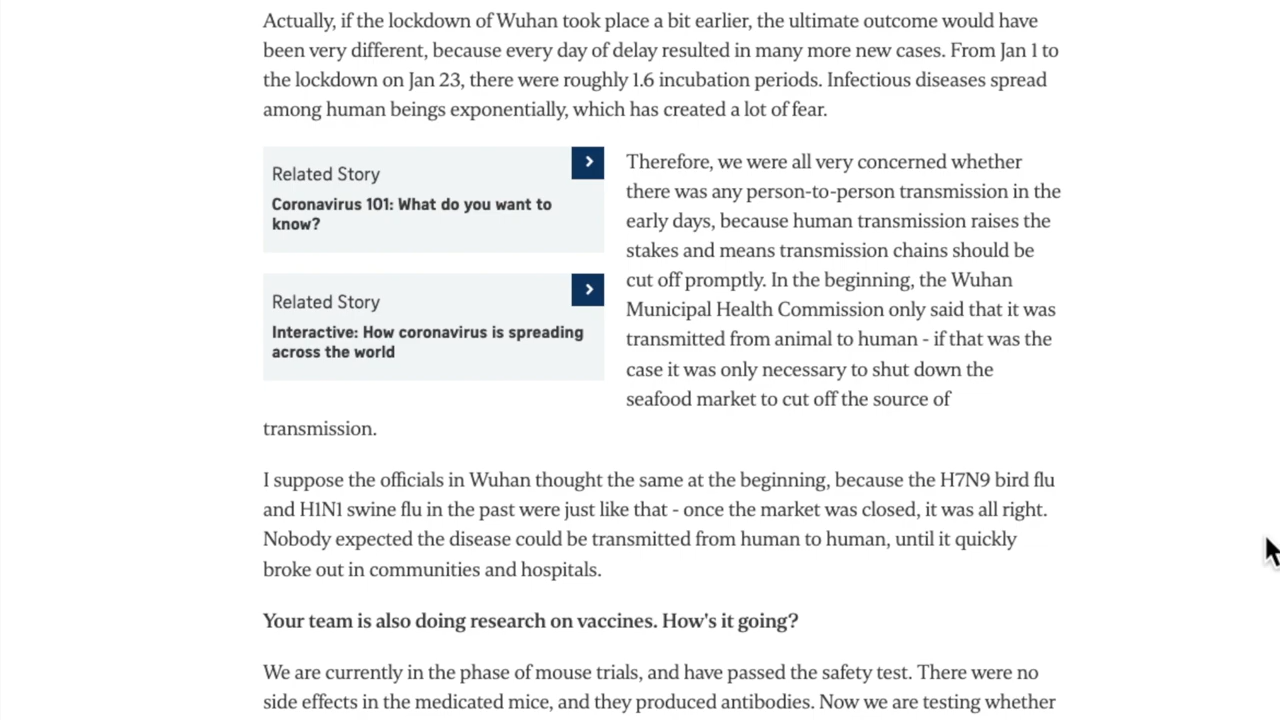 Actually, if the lockdown of Wuhan took place a bit earlier, the ultimate outcome would have
been very different, because every day of delay resulted in many more new cases. From Jan 1 to
the lockdown on Jan 23, there were roughly 1.6 incubation periods. Infectious diseases spread
among human beings exponentially, which has created a lot of fear.
Related Story
Coronavirus 101: What do you want to
know?
Related Story
Interactive: How coronavirus is spreading
across the world
Therefore, we were all very concerned whether
there was any person-to-person transmission in the
early days, because human transmission raises the
stakes and means transmission chains should be
cut off promptly. In the beginning, the Wuhan
Municipal Health Commission only said that it was
transmitted from animal to human - if that was the
case it was only necessary to shut down the
seafood market to cut off the source of
transmission.
I suppose the officials in Wuhan thought the same at the beginning, because the H7N9 bird flu
and H1N1 swine flu in the past were just like that - once the market was closed, it was all right.
Nobody expected the disease could be transmitted from human to human, until it quickly
broke out in communities and hospitals.
Your team is also doing research on vaccines. How's it going?
We are currently in the phase of mouse trials, and have passed the safety test. There were no
side effects in the medicated mice, and they produced antibodies. Now we are testing whether